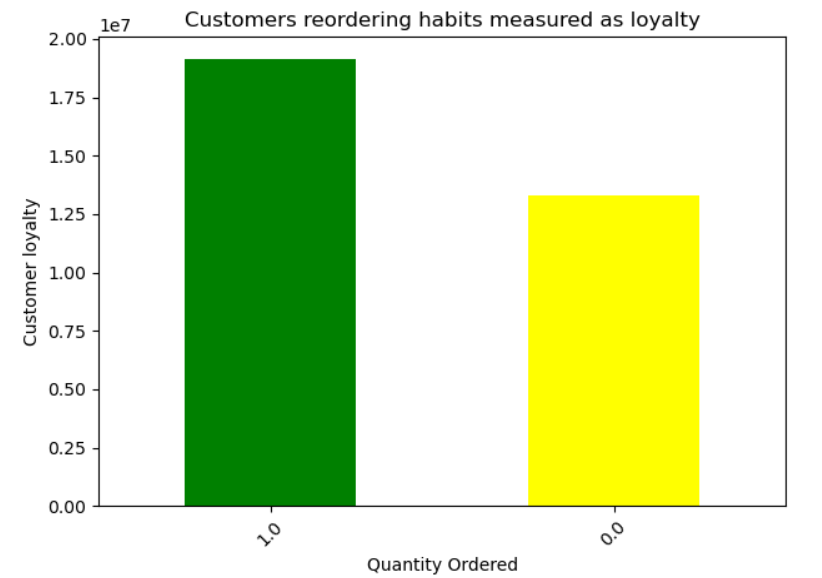 Customers reordering habits measured as loyalty
1e7
2.00
1.75
1.50
1.25
1.00
0.75
0.50
0.25
0.00
Customer loyalty
1.0
0.0
Quantity Ordered